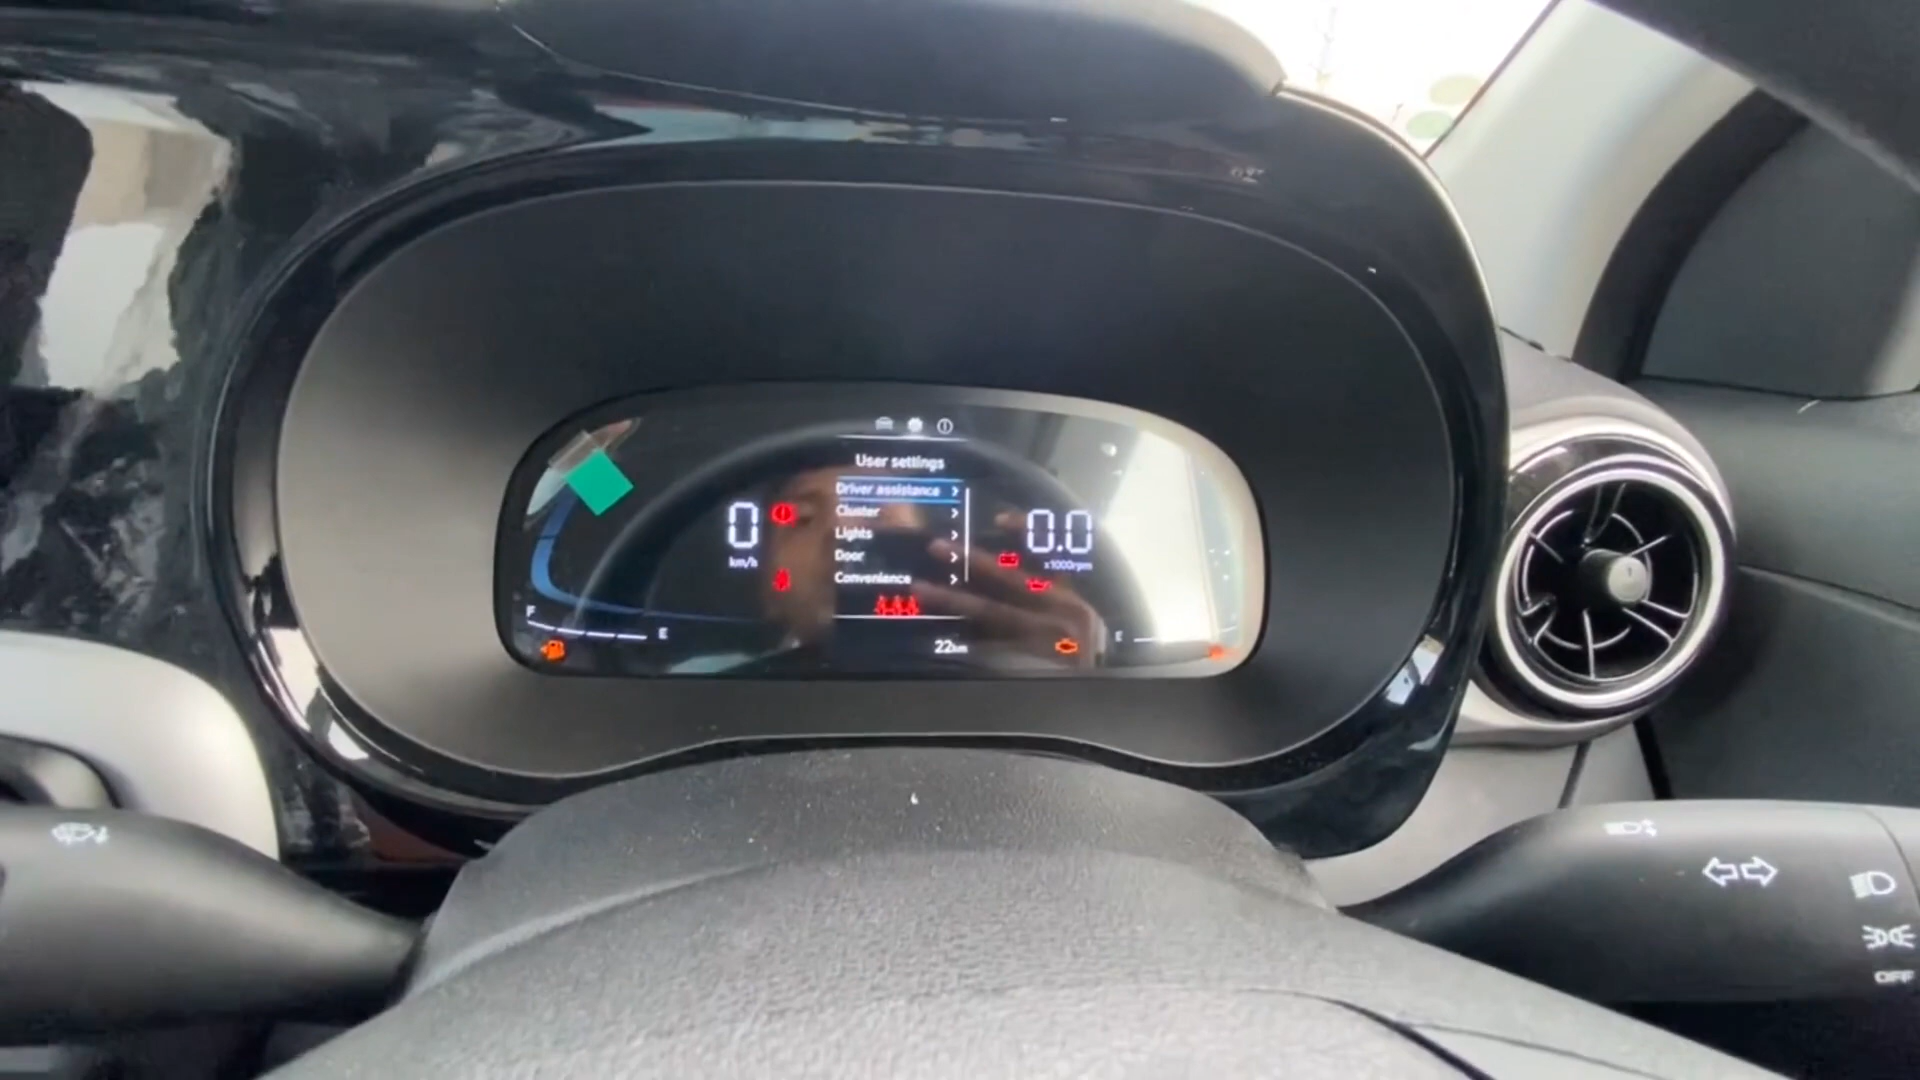 User settings
Driver assistance
Cluster
Lights
Door
Convenience
0
km/h
0.0
x1000rpm
F
E
22km
E
OFF